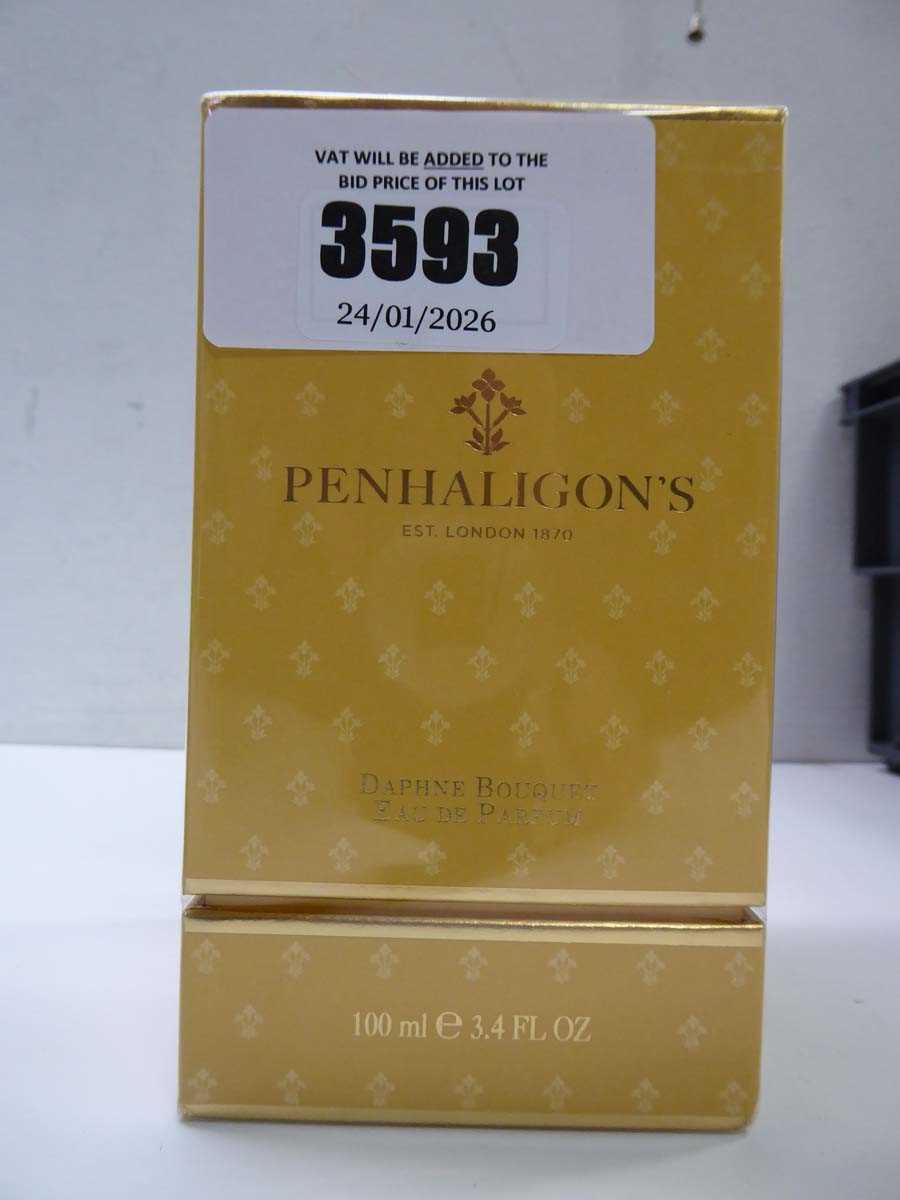 VAT WILL BE ADDED TO THE
BID PRICE OF THIS LOT
3593
24/01/2026
PENHALIGON'S
EST. LONDON 1870
DAPHNE BOUQUET
EAU DE PARFUM
100 ml ℮ 3.4 FL OZ